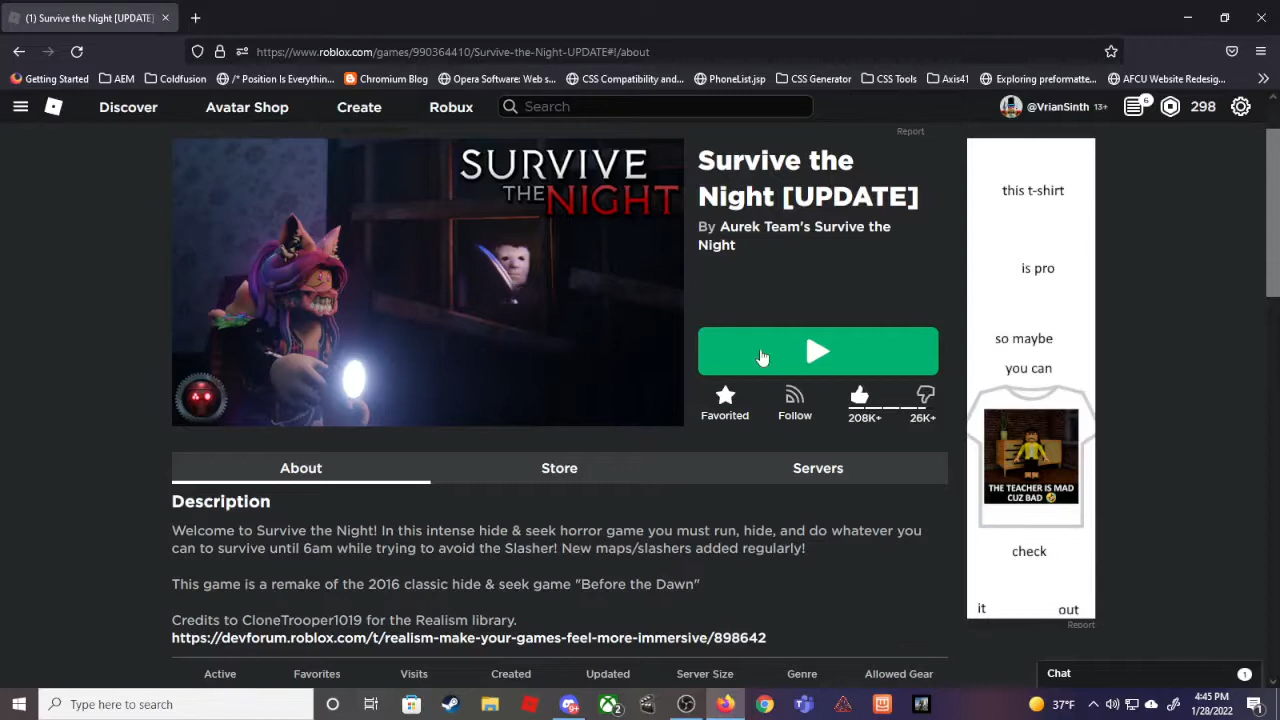 (1) Survive the Night [UPDATE]
https://www.roblox.com/games/990364410/Survive-the-Night-UPDATE#!/about
Getting Started
AEM
Coldfusion
/* Position Is Everythin...
Chromium Blog
Opera Software: Web s...
CSS Compatibility and...
PhoneList.jsp
CSS Generator
CSS Tools
Axis41
Exploring preformatte...
AFCU Website Redesig...
Discover
Avatar Shop
Create
Robux
Search
@VrianSinth 13+
6
298
Report
SURVIVE
THE NIGHT
Survive the
Night [UPDATE]
By Aurek Team's Survive the
Night
Favorited
Follow
208K+
26K+
this t-shirt
is pro
so maybe
you can
THE TEACHER IS MAD
CUZ BAD 🤣
check
it
out
Report
About
Store
Servers
Description
Welcome to Survive the Night! In this intense hide & seek horror game you must run, hide, and do whatever you
can to survive until 6am while trying to avoid the Slasher! New maps/slashers added regularly!
This game is a remake of the 2016 classic hide & seek game "Before the Dawn"
Credits to CloneTrooper1019 for the Realism library.
https://devforum.roblox.com/t/realism-make-your-games-feel-more-immersive/898642
Active
Favorites
Visits
Created
Updated
Server Size
Genre
Allowed Gear
Chat
1
Type here to search
2
37°F
4:45 PM
1/28/2022
1